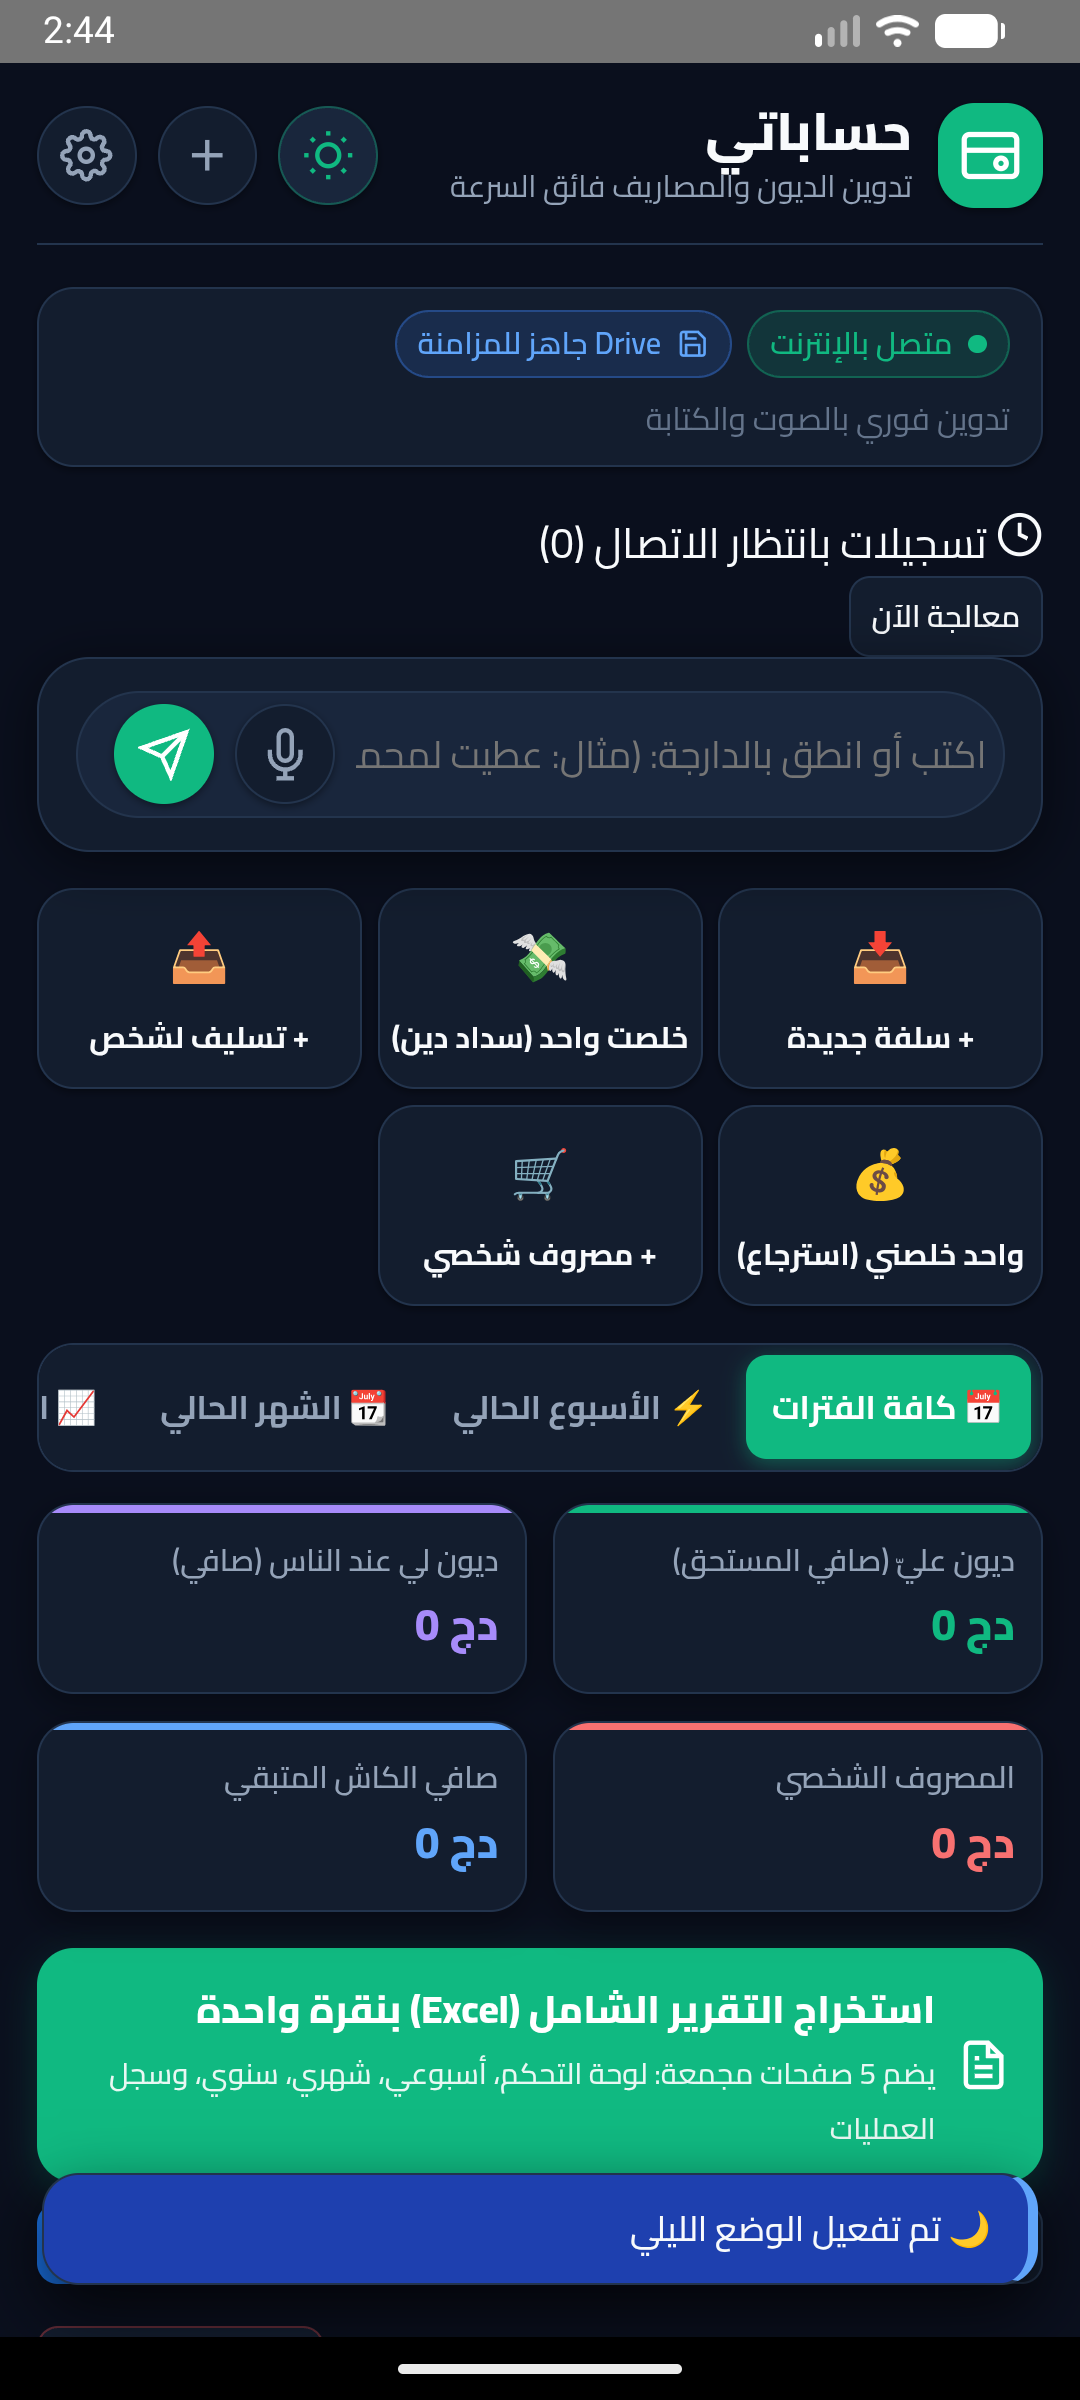 2:44
حساباتي
تدوين الديون والمصاريف فائق السرعة
متصل بالإنترنت
Drive جاهز للمزامنة
تدوين فوري بالصوت والكتابة
تسجيلات بانتظار الاتصال (0)
معالجة الآن
اكتب أو انطق بالدارجة: (مثال: عطيت لمحمـ
+ سلفة جديدة
خلصت واحد (سداد دين)
+ تسليف لشخص
واحد خلصني (استرجاع)
+ مصروف شخصي
📅 كافة الفترات
⚡ الأسبوع الحالي
📆 الشهر الحالي
📈 ا
ديون عليّ (صافي المستحق)
دج 0
ديون لي عند الناس (صافي)
دج 0
المصروف الشخصي
دج 0
صافي الكاش المتبقي
دج 0
استخراج التقرير الشامل (Excel) بنقرة واحدة
يضم 5 صفحات مجمعة: لوحة التحكم، أسبوعي، شهري، سنوي، وسجل
العمليات
🌙 تم تفعيل الوضع الليلي